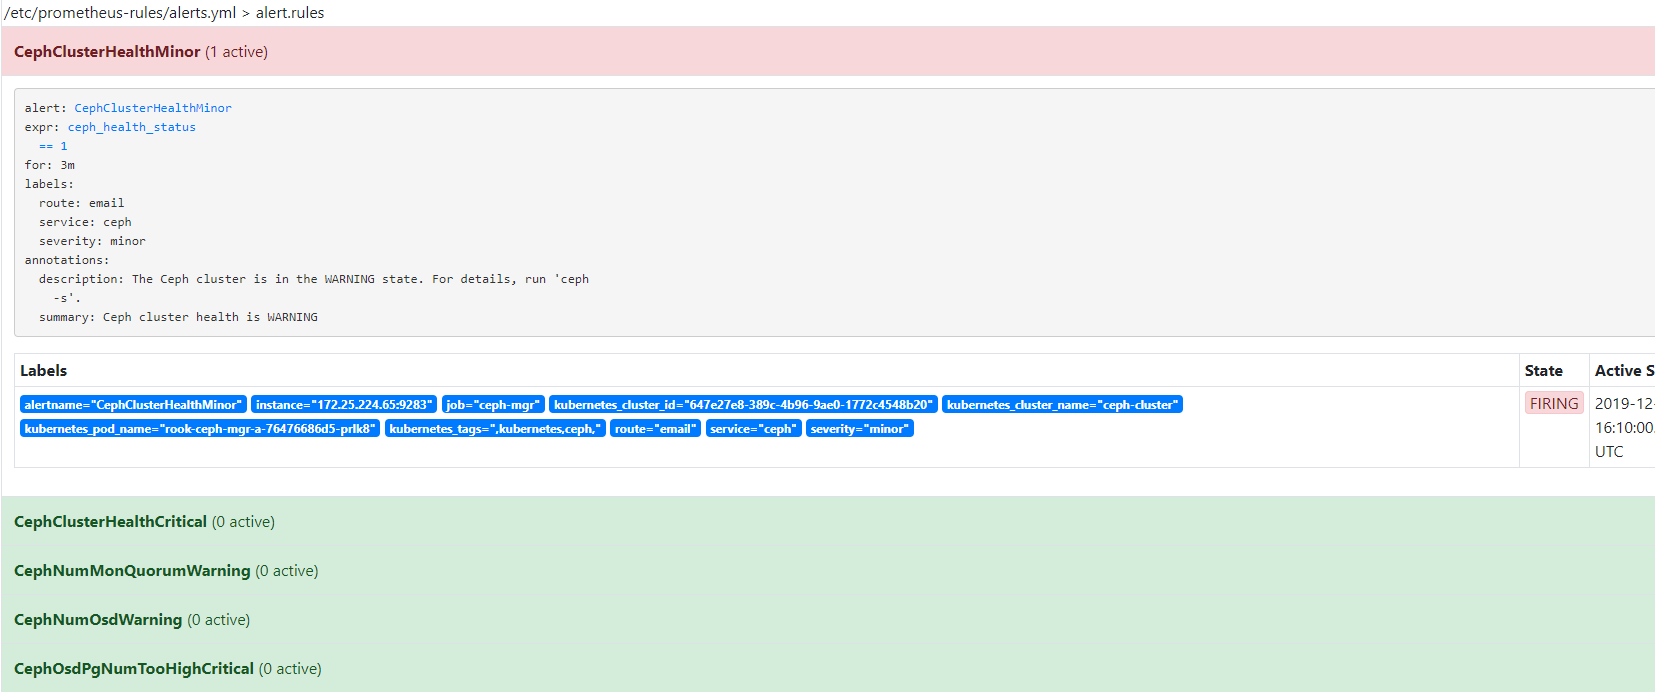 /etc/prometheus-rules/alerts.yml > alert.rules
CephClusterHealthMinor (1 active)
alert: CephClusterHealthMinor
expr: ceph_health_status
  == 1
for: 3m
labels:
  route: email
  service: ceph
  severity: minor
annotations:
  description: The Ceph cluster is in the WARNING state. For details, run 'ceph
    -s'.
  summary: Ceph cluster health is WARNING
Labels State Active S
alertname="CephClusterHealthMinor" instance="172.25.224.65:9283" job="ceph-mgr" kubernetes_cluster_id="647e27e8-389c-4b96-9ae0-1772c4548b20" kubernetes_cluster_name="ceph-cluster" FIRING 2019-12-
kubernetes_pod_name="rook-ceph-mgr-a-76476686d5-prlk8" kubernetes_tags=",kubernetes,ceph," route="email" service="ceph" severity="minor" 16:10:00.
UTC
CephClusterHealthCritical (0 active)
CephNumMonQuorumWarning (0 active)
CephNumOsdWarning (0 active)
CephOsdPgNumTooHighCritical (0 active)